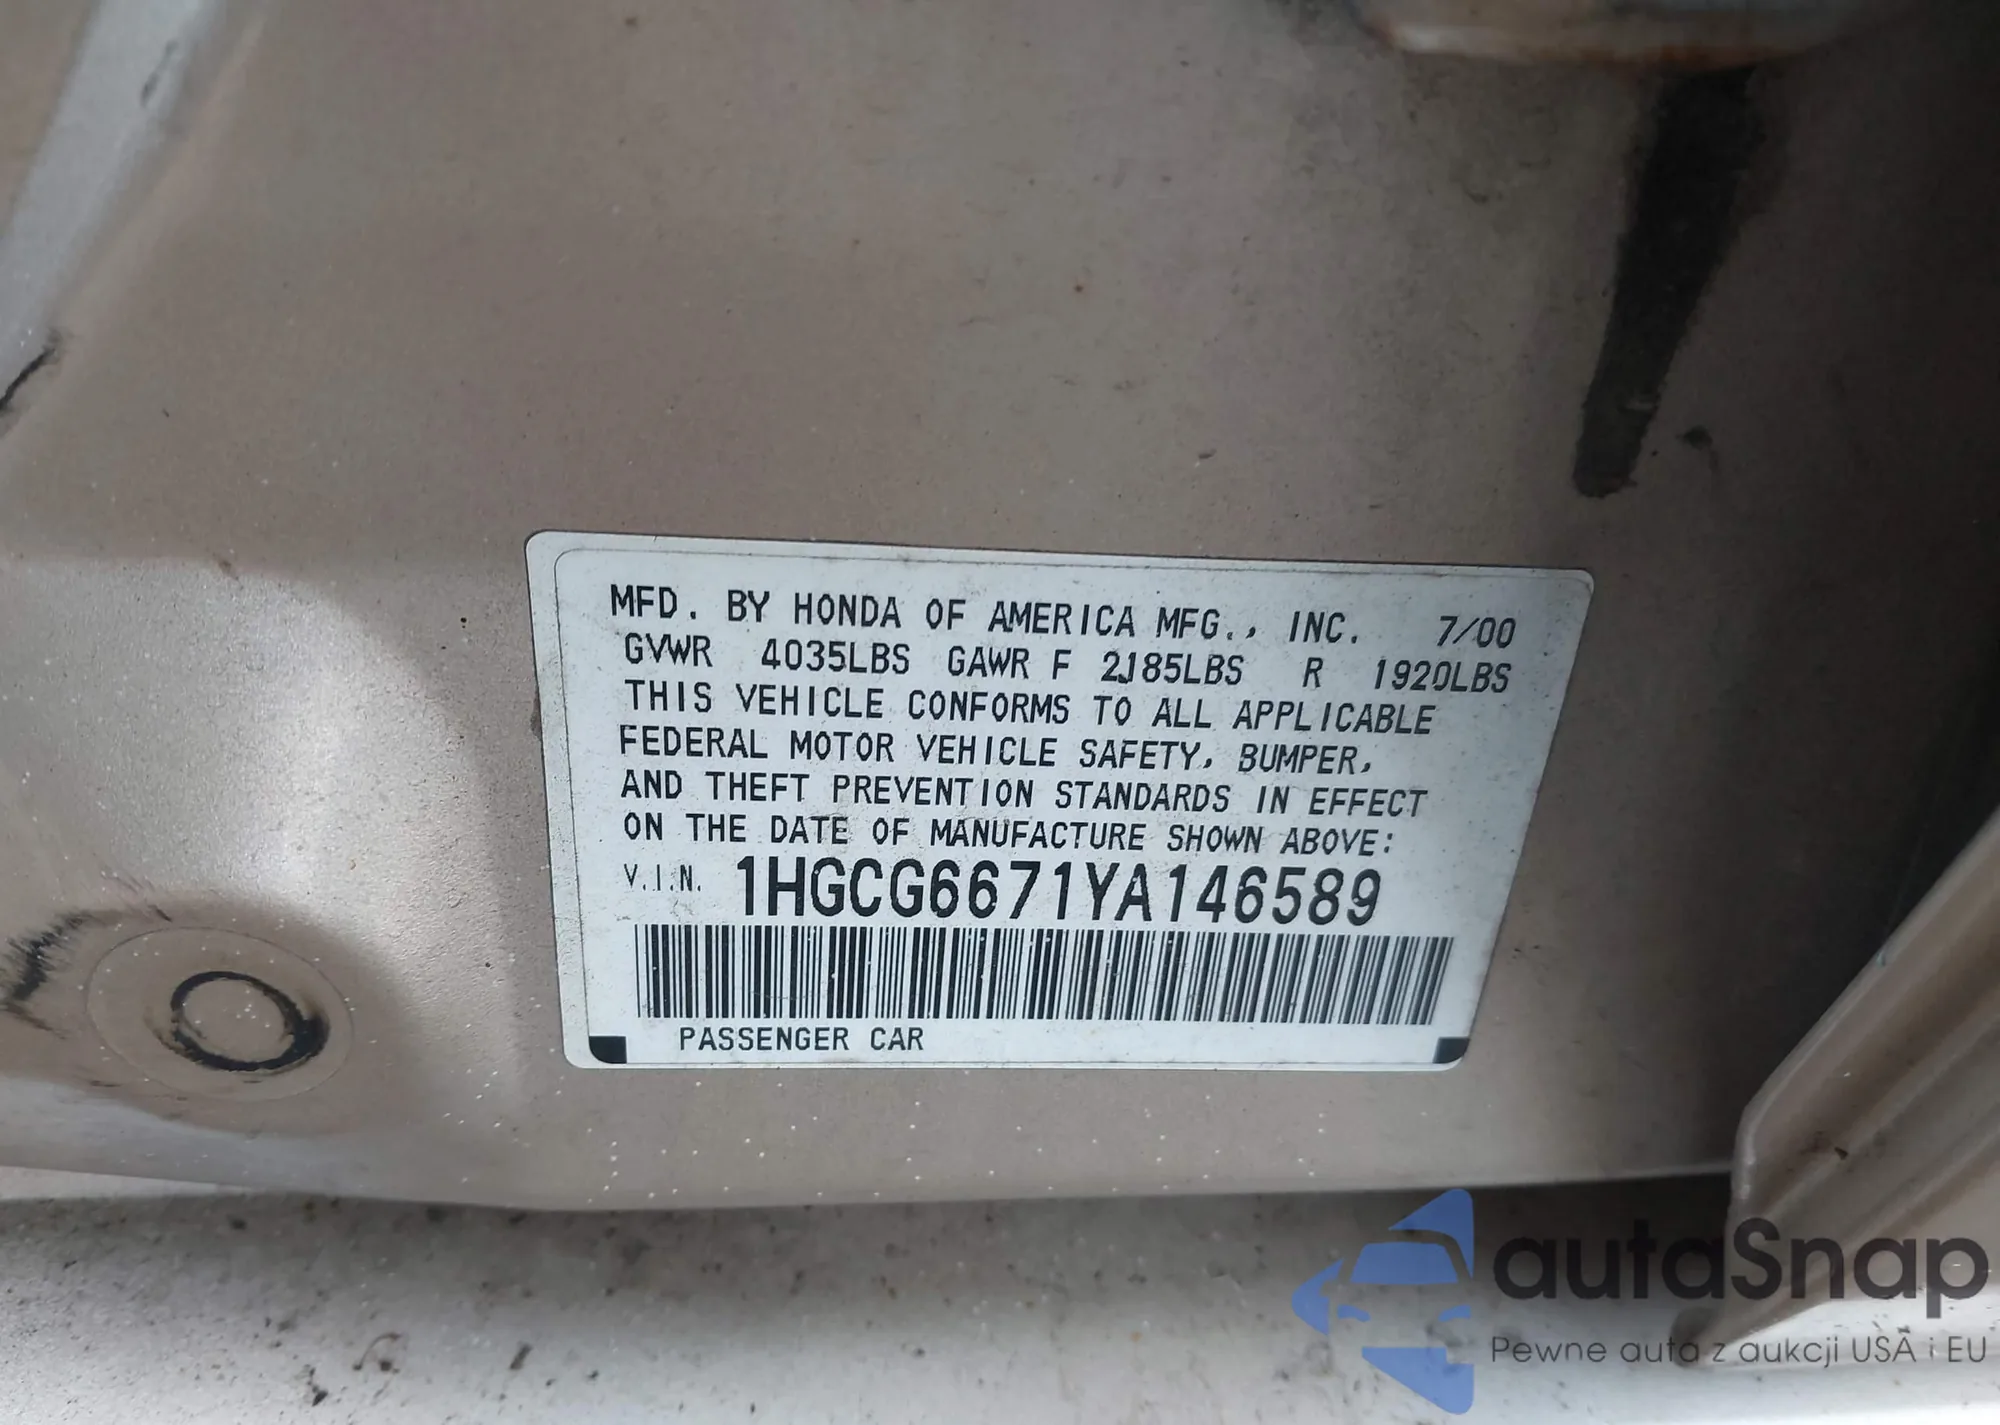 MFD. BY HONDA OF AMERICA MFG., INC. 7/00
GVWR 4035LBS GAWR F 2185LBS R 1920LBS
THIS VEHICLE CONFORMS TO ALL APPLICABLE
FEDERAL MOTOR VEHICLE SAFETY, BUMPER,
AND THEFT PREVENTION STANDARDS IN EFFECT
ON THE DATE OF MANUFACTURE SHOWN ABOVE:
V.I.N. 1HGCG6671YA146589
PASSENGER CAR
autaSnap
Pewne auta z aukcji USA i EU